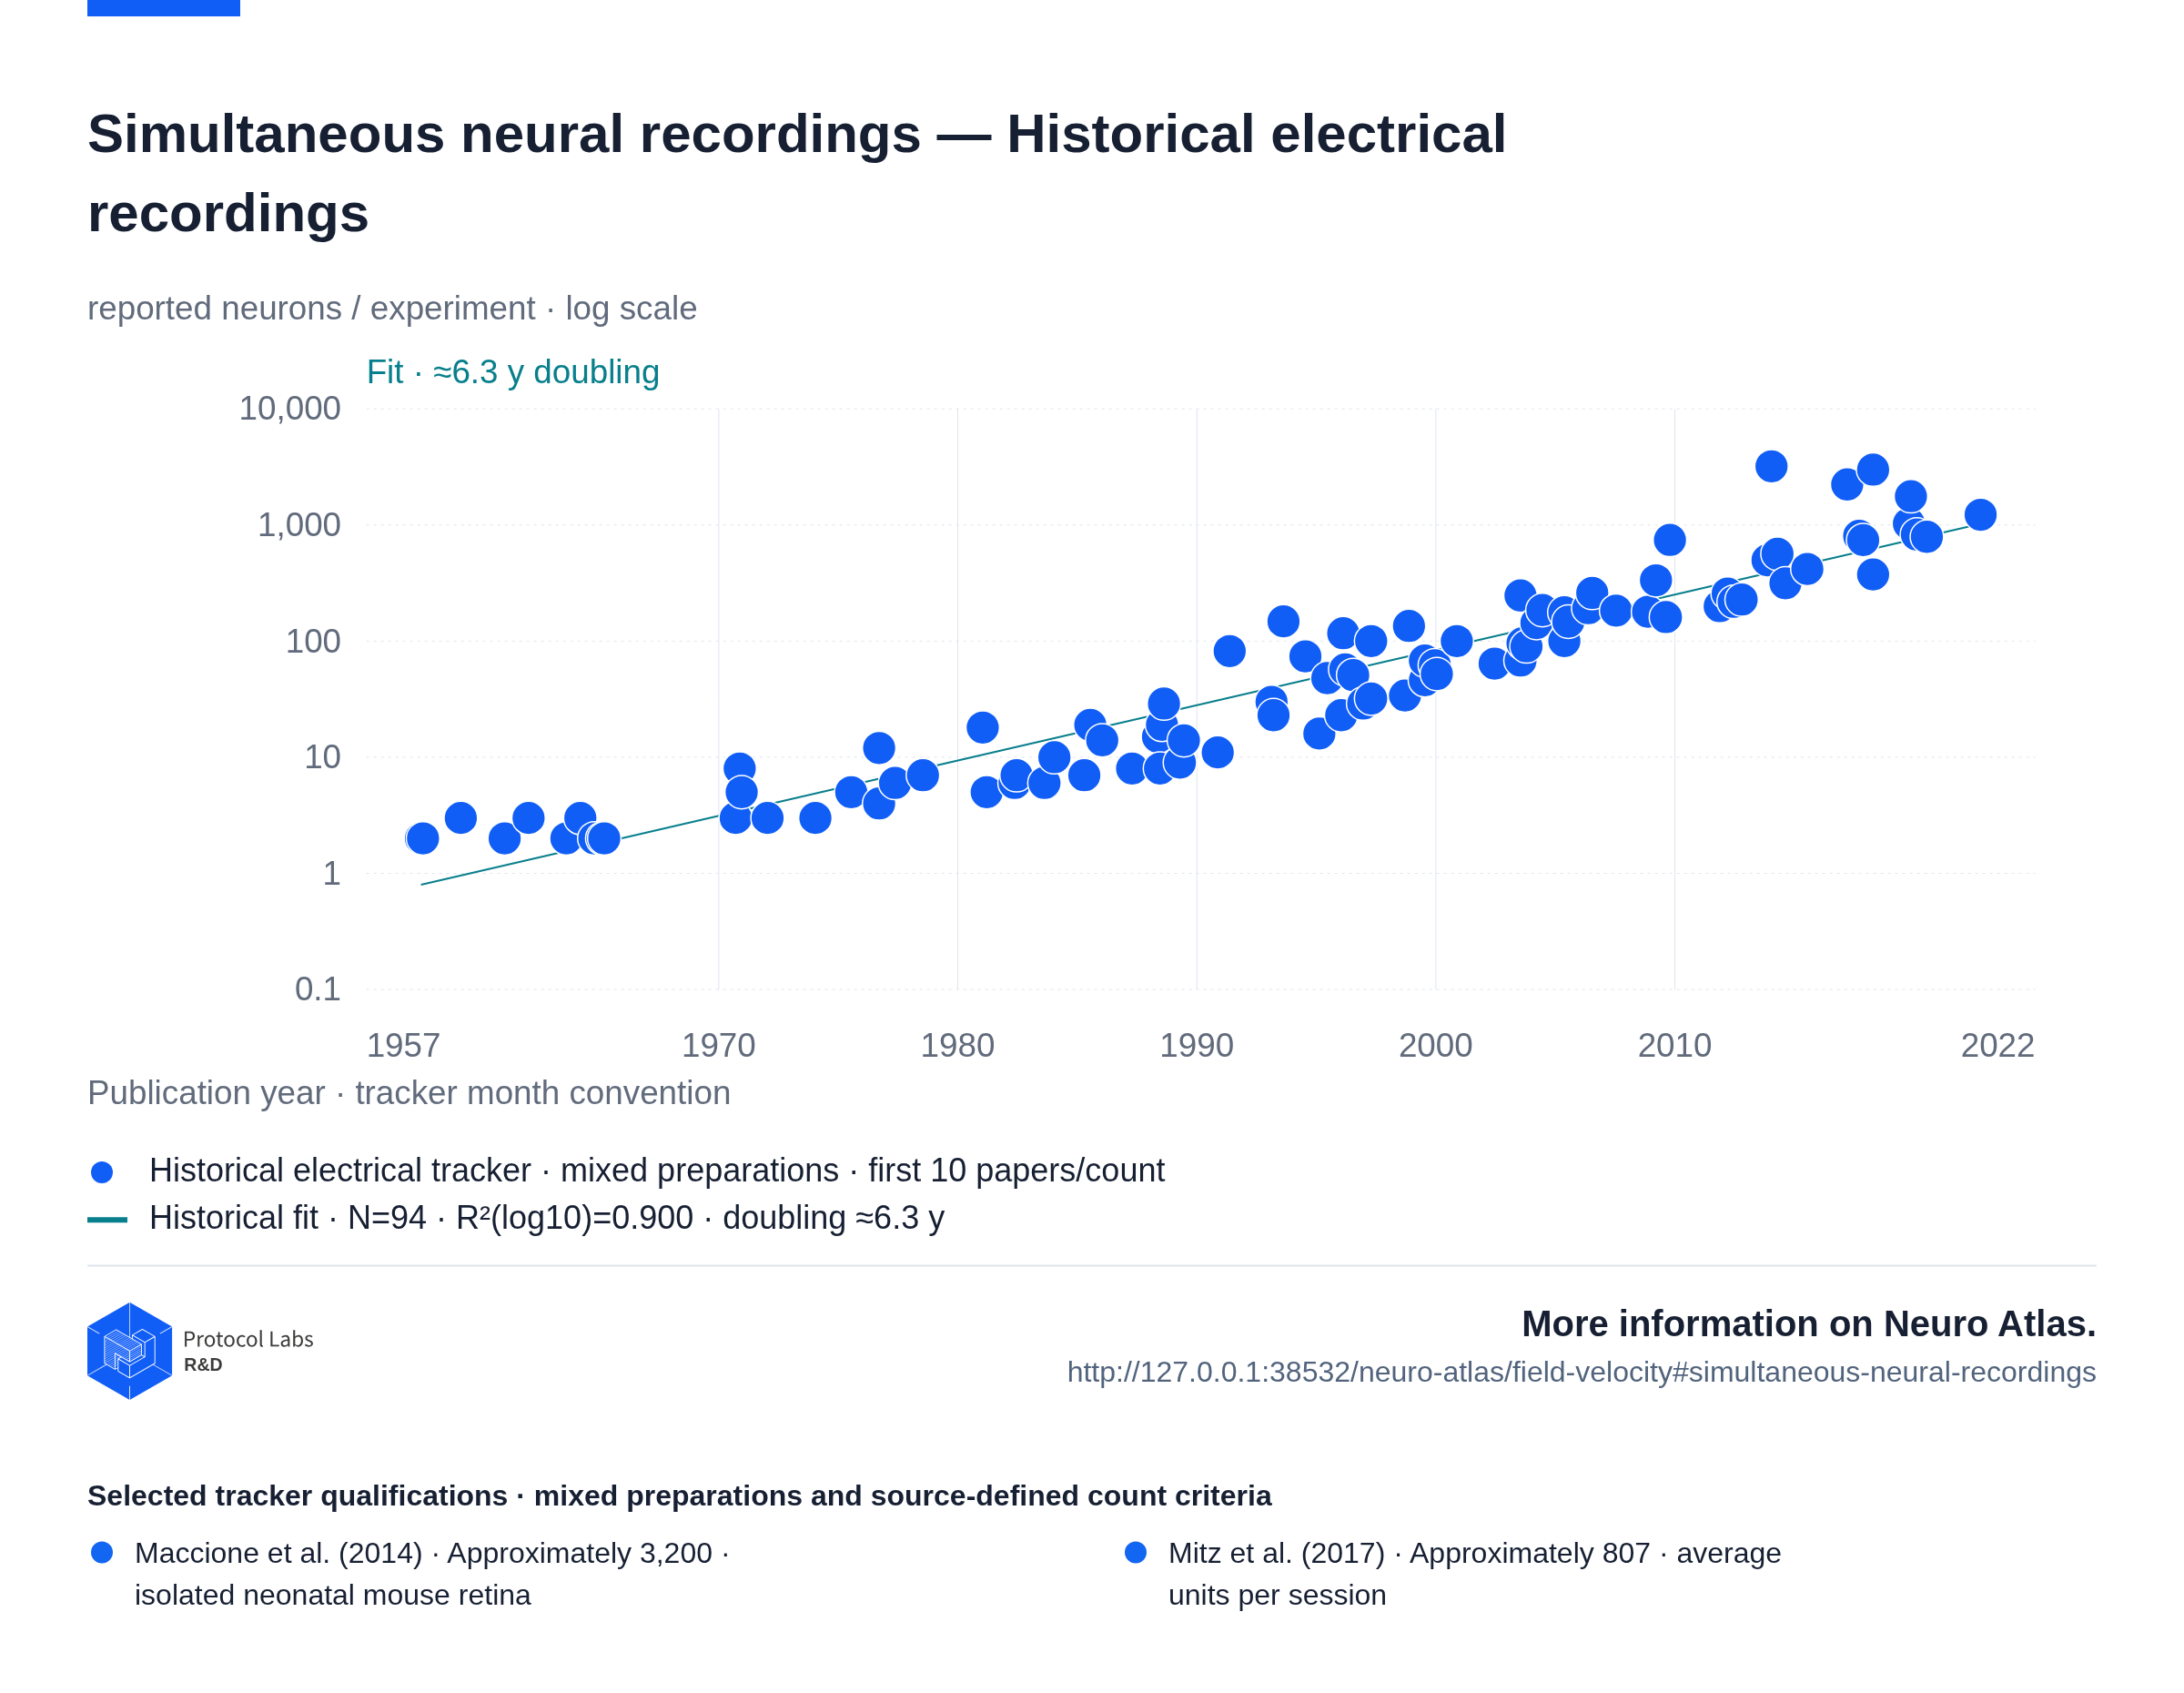 Simultaneous neural recordings — Historical electrical
recordings
reported neurons / experiment · log scale
Fit · ≈6.3 y doubling
10,000
1,000
100
10
1
0.1
1957 1970 1980 1990 2000 2010 2022
Publication year · tracker month convention
Historical electrical tracker · mixed preparations · first 10 papers/count
Historical fit · N=94 · R²(log10)=0.900 · doubling ≈6.3 y
Protocol Labs
R&D
More information on Neuro Atlas.
http://127.0.0.1:38532/neuro-atlas/field-velocity#simultaneous-neural-recordings
Selected tracker qualifications · mixed preparations and source-defined count criteria
Maccione et al. (2014) · Approximately 3,200 ·
isolated neonatal mouse retina
Mitz et al. (2017) · Approximately 807 · average
units per session